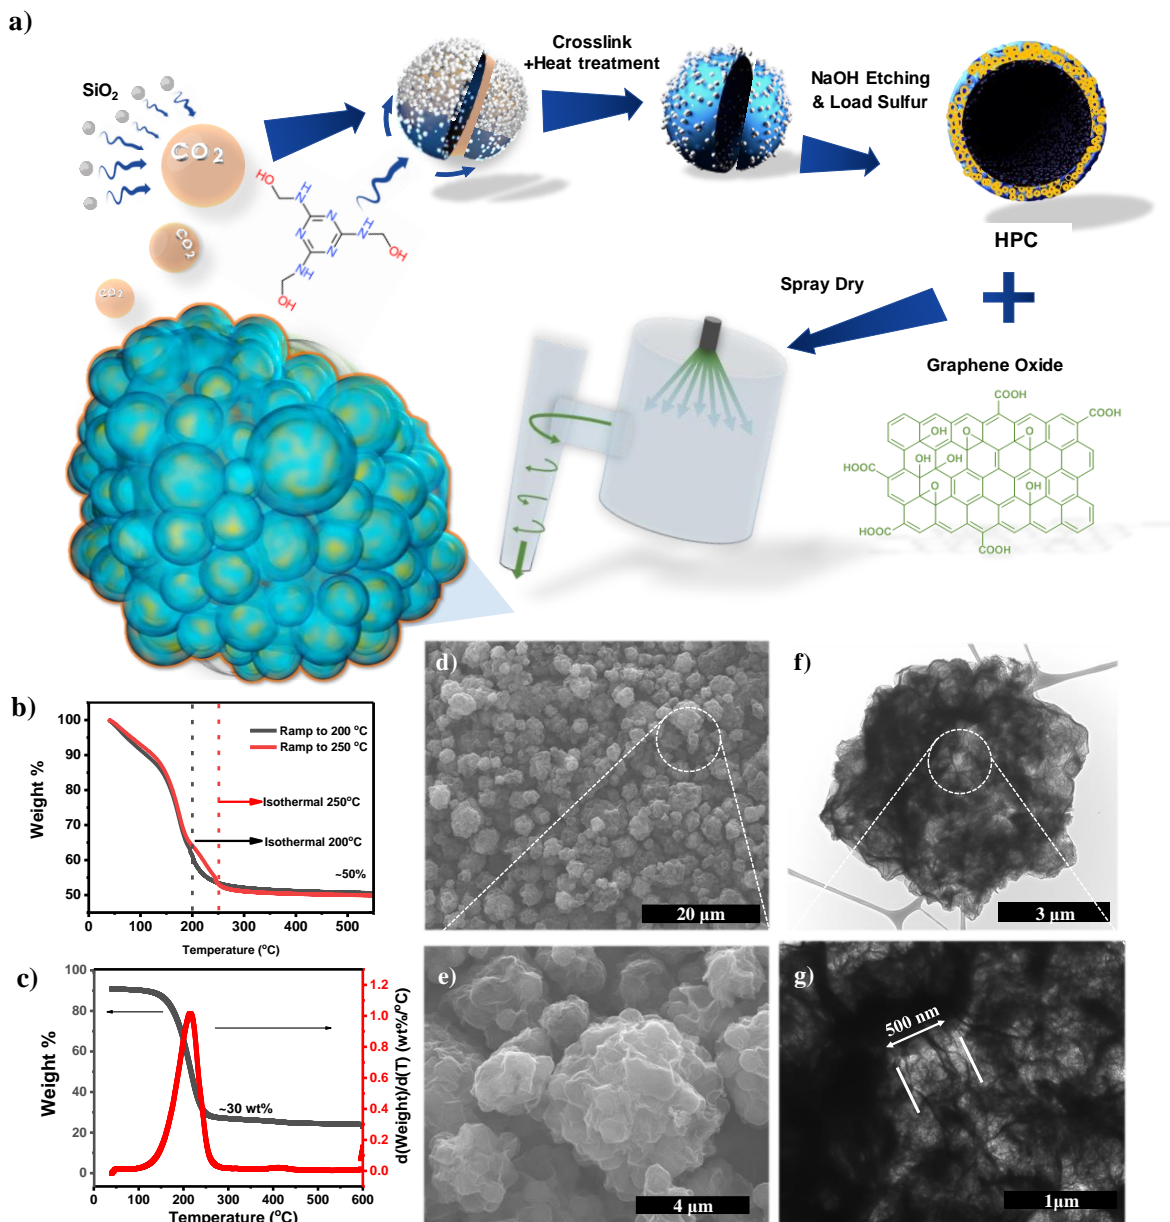 a)
SiO2
CO2
CO2
CO2
HO
H
N
N
N
N
N
H
OH
N
H
OH
Crosslink
+Heat treatment
NaOH Etching
& Load Sulfur
HPC
Spray Dry
Graphene Oxide
COOH
COOH
OH
O
O
OH
OH
HOOC
O
OH
HOOC
COOH
b)
Weight %
100
90
80
70
60
50
Ramp to 200 °C
Ramp to 250 °C
Isothermal 250°C
Isothermal 200°C
~50%
0 100 200 300 400 500
Temperature (°C)
c)
Weight %
100
80
60
40
20
0
~30 wt%
1.2
1.0
0.8
0.6
0.4
0.2
0.0
d(Weight)/d(T) (wt%/°C)
0 100 200 300 400 500 600
Temperature (°C)
d)
20 μm
e)
4 μm
f)
3 μm
g)
500 nm
1μm